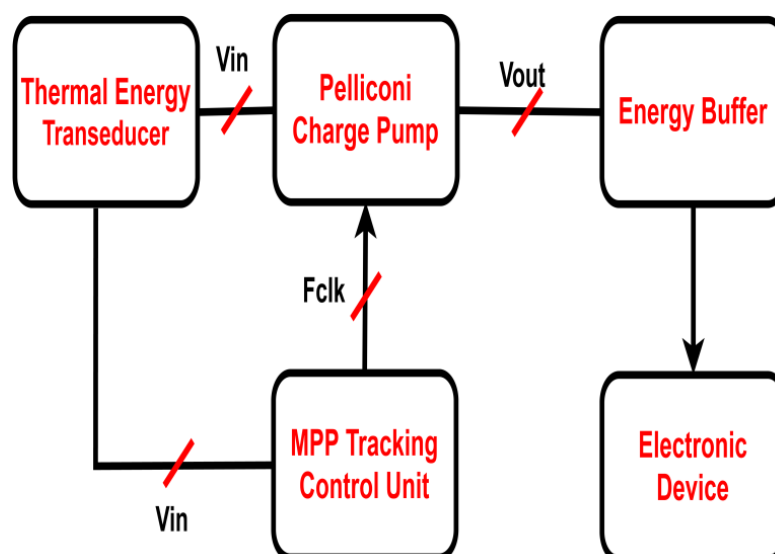 Thermal Energy
Transeducer
Vin
Pelliconi
Charge Pump
Vout
Energy Buffer
Fclk
Vin
MPP Tracking
Control Unit
Electronic
Device